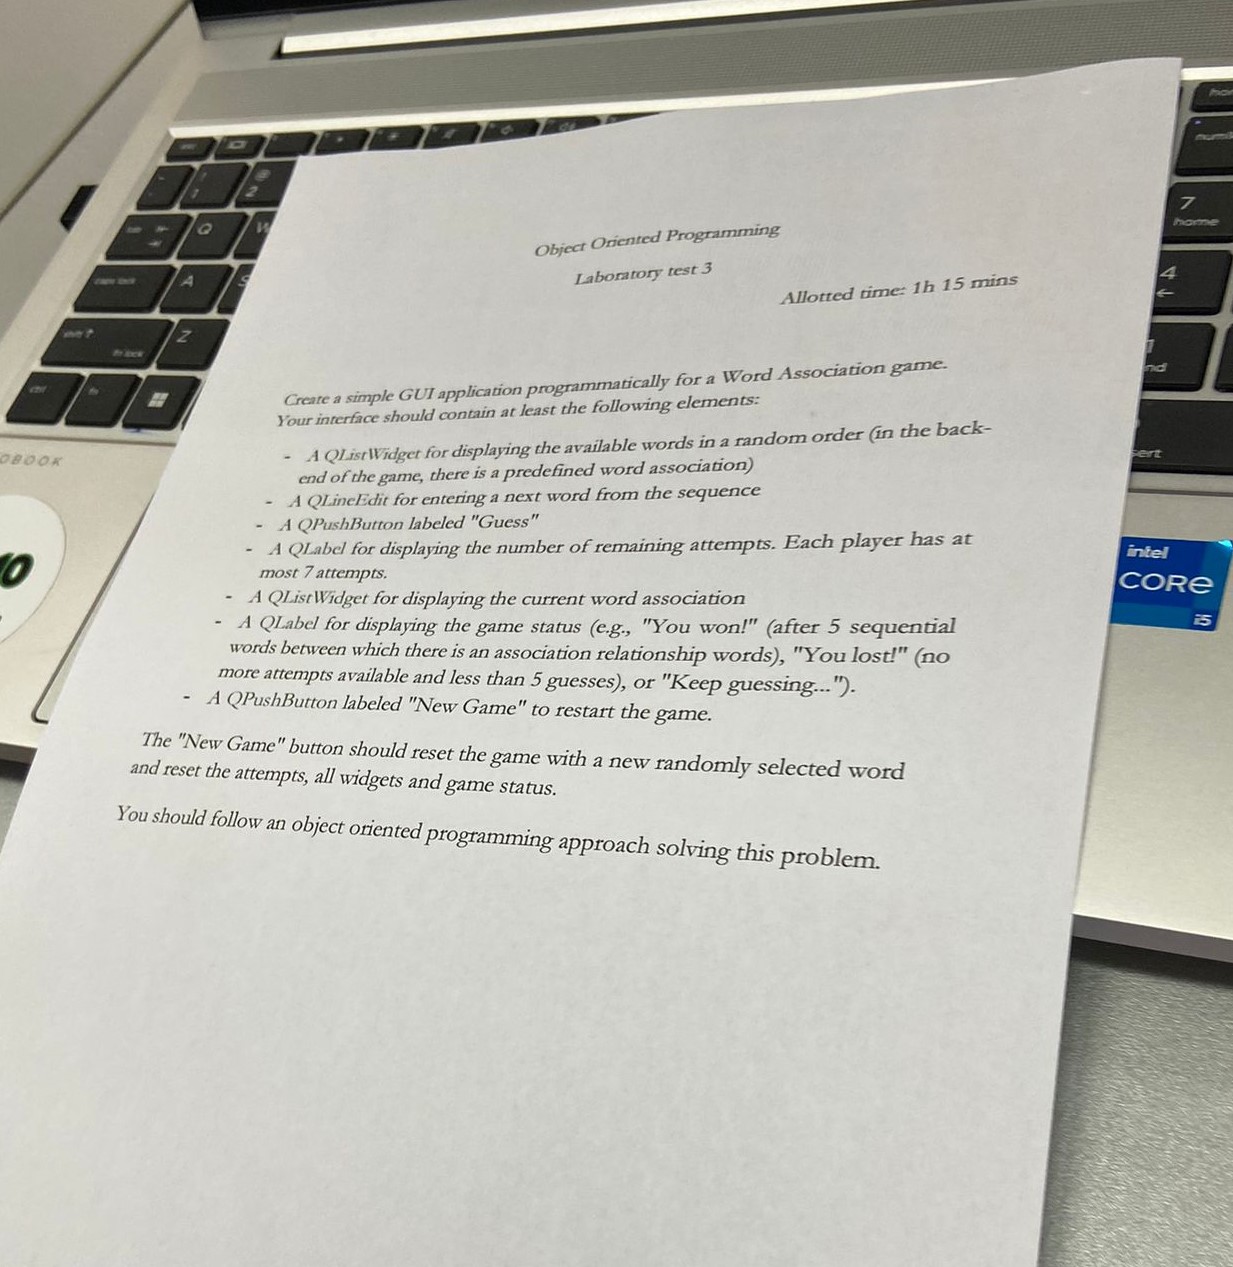 Object Oriented Programming
Laboratory test 3
Allotted time: 1h 15 mins
Create a simple GUI application programmatically for a Word Association game.
Your interface should contain at least the following elements:
- A QListWidget for displaying the available words in a random order (in the back-
end of the game, there is a predefined word association)
- A QLineEdit for entering a next word from the sequence
- A QPushButton labeled "Guess"
- A QLabel for displaying the number of remaining attempts. Each player has at
most 7 attempts.
- A QListWidget for displaying the current word association
- A QLabel for displaying the game status (e.g., "You won!" (after 5 sequential
words between which there is an association relationship words), "You lost!" (no
more attempts available and less than 5 guesses), or "Keep guessing...").
- A QPushButton labeled "New Game" to restart the game.
The "New Game" button should reset the game with a new randomly selected word
and reset the attempts, all widgets and game status.
You should follow an object oriented programming approach solving this problem.
2
Q
W
A
S
Z
7
home
4
intel
CORe
i5